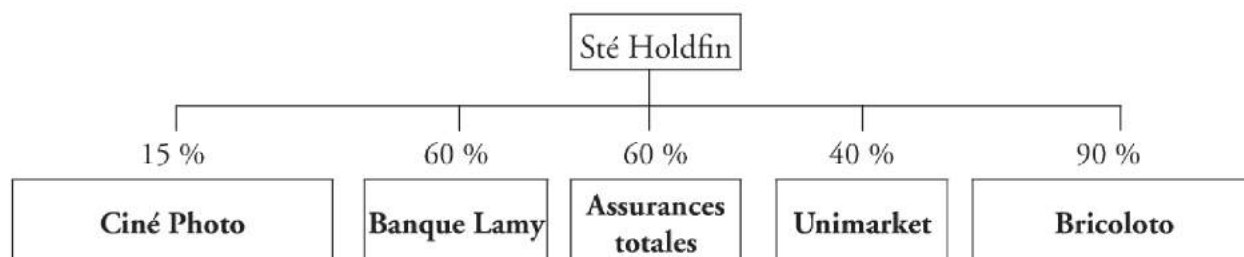 Sté Holdfin
15 % 60 % 60 % 40 % 90 %
Ciné Photo
Banque Lamy
Assurances
totales
Unimarket
Bricoloto